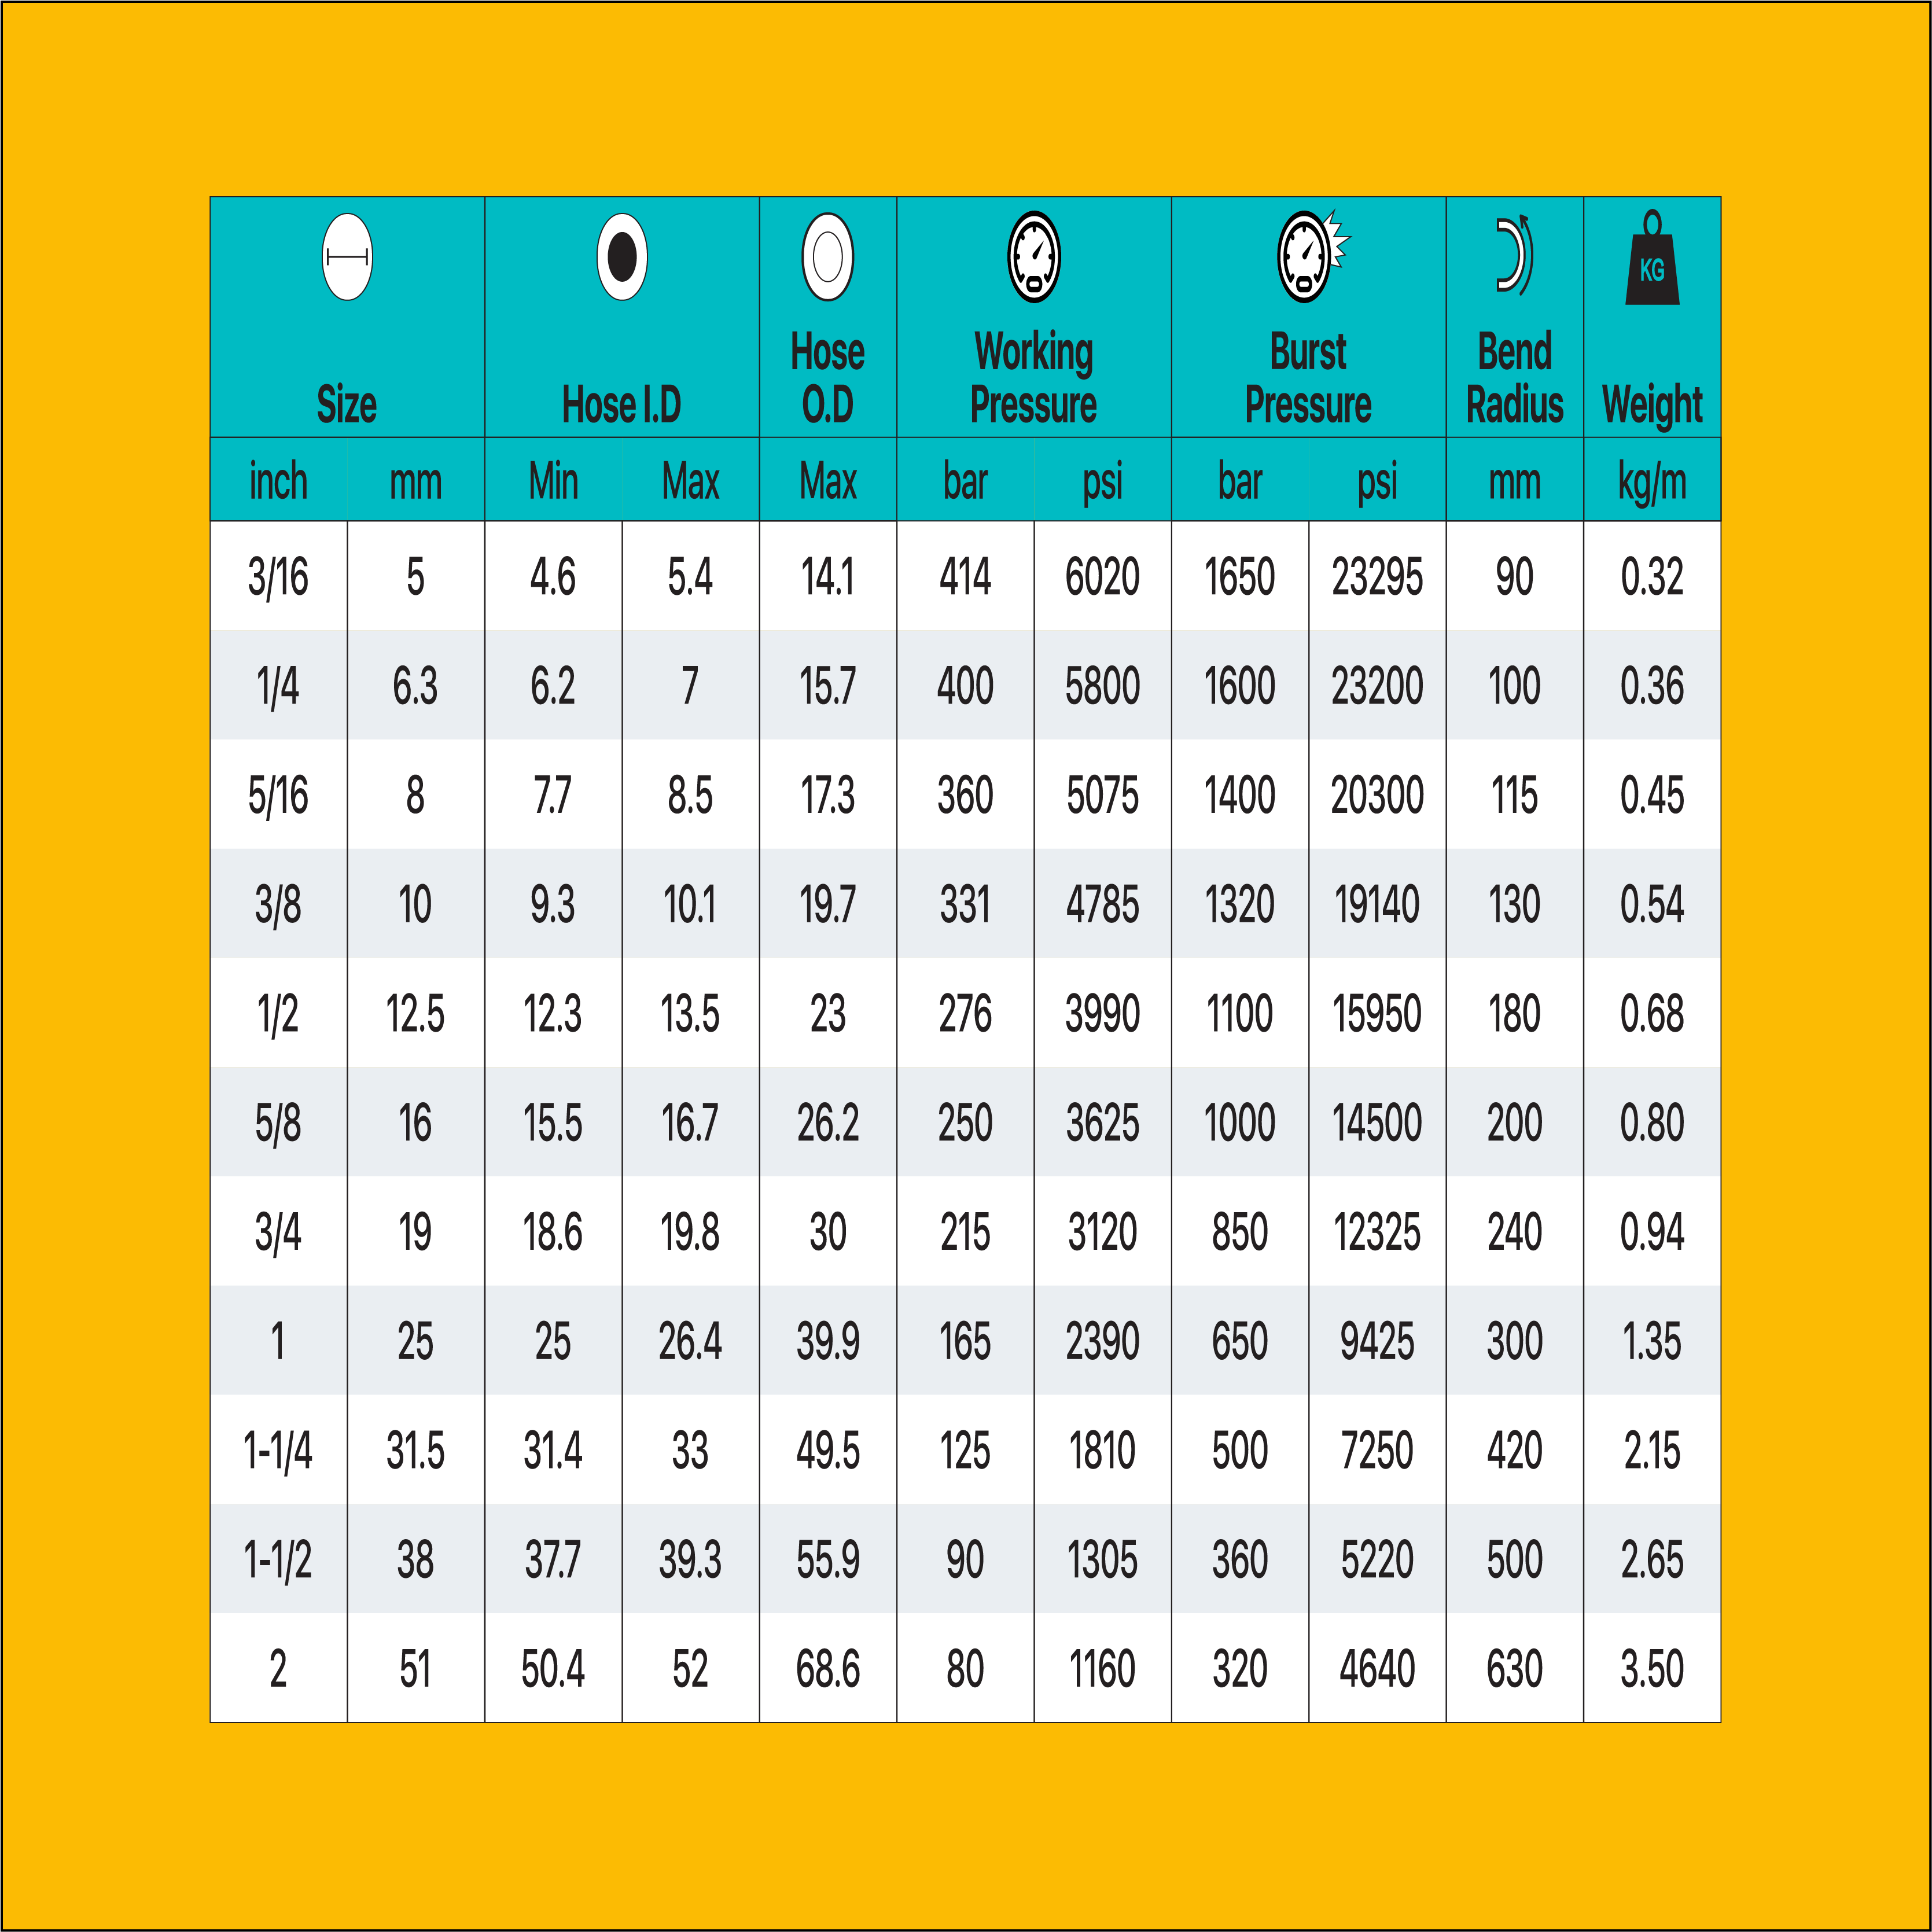 KG
Size Hose I.D Hose O.D Working Pressure Burst Pressure Bend Radius Weight
inch mm Min Max Max bar psi bar psi mm kg/m
3/16 5 4.6 5.4 14.1 414 6020 1650 23295 90 0.32
1/4 6.3 6.2 7 15.7 400 5800 1600 23200 100 0.36
5/16 8 7.7 8.5 17.3 360 5075 1400 20300 115 0.45
3/8 10 9.3 10.1 19.7 331 4785 1320 19140 130 0.54
1/2 12.5 12.3 13.5 23 276 3990 1100 15950 180 0.68
5/8 16 15.5 16.7 26.2 250 3625 1000 14500 200 0.80
3/4 19 18.6 19.8 30 215 3120 850 12325 240 0.94
1 25 25 26.4 39.9 165 2390 650 9425 300 1.35
1-1/4 31.5 31.4 33 49.5 125 1810 500 7250 420 2.15
1-1/2 38 37.7 39.3 55.9 90 1305 360 5220 500 2.65
2 51 50.4 52 68.6 80 1160 320 4640 630 3.50